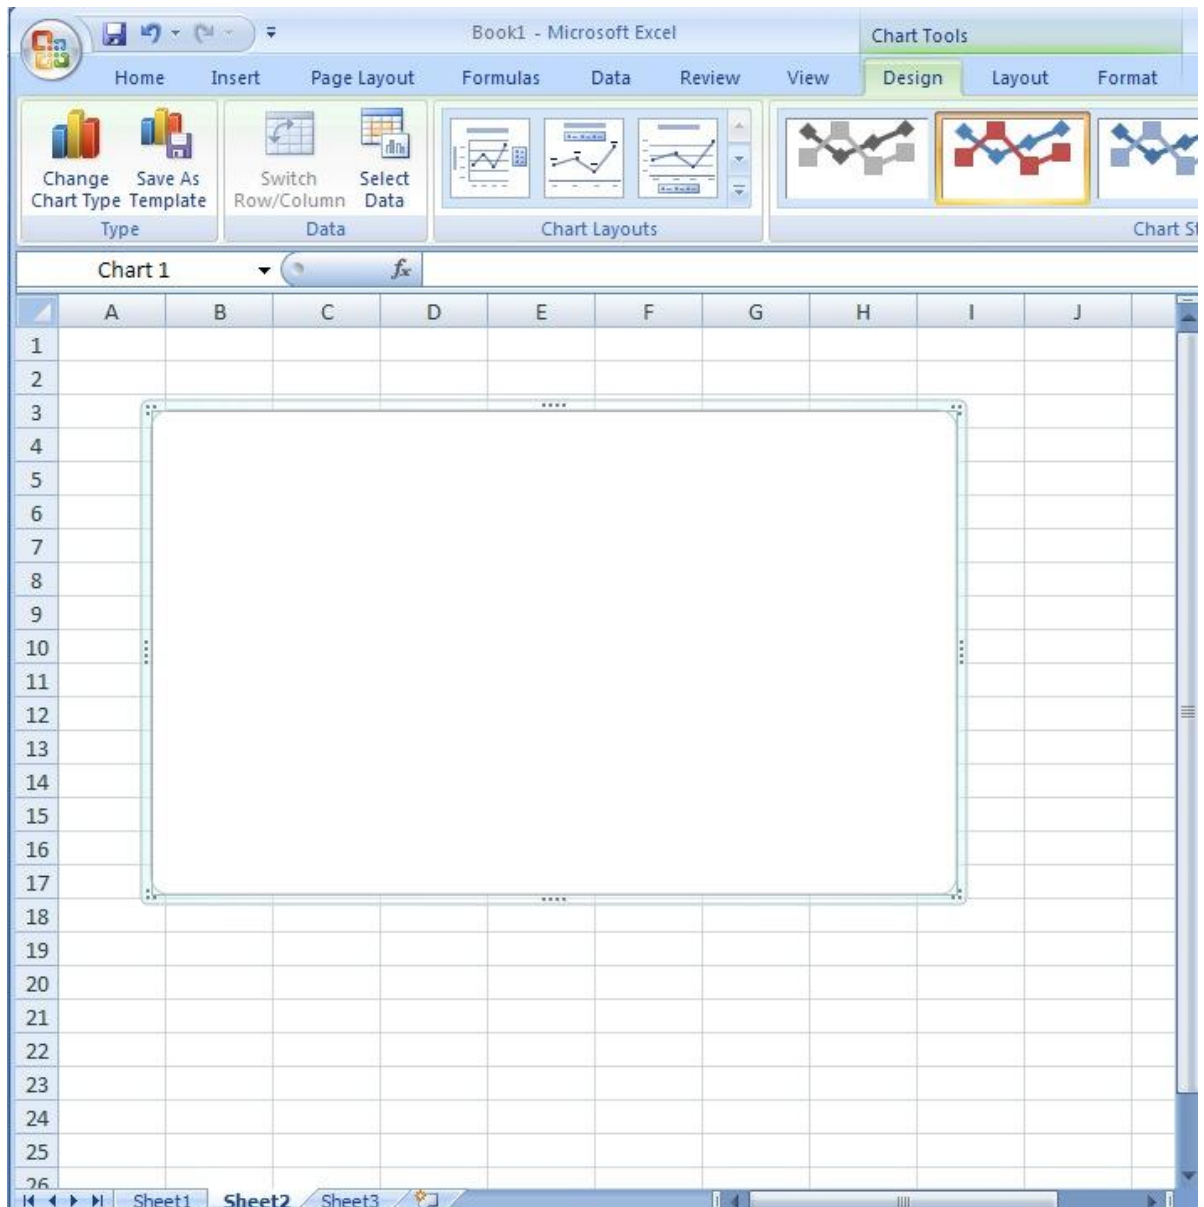 Book1 - Microsoft Excel
Chart Tools
Home Insert Page Layout Formulas Data Review View Design Layout Format
Change Chart Type
Save As Template
Switch Row/Column
Select Data
Type Data Chart Layouts Chart St
Chart 1 fx
A B C D E F G H I J
1
2
3
4
5
6
7
8
9
10
11
12
13
14
15
16
17
18
19
20
21
22
23
24
25
26
Sheet1 Sheet2 Sheet3